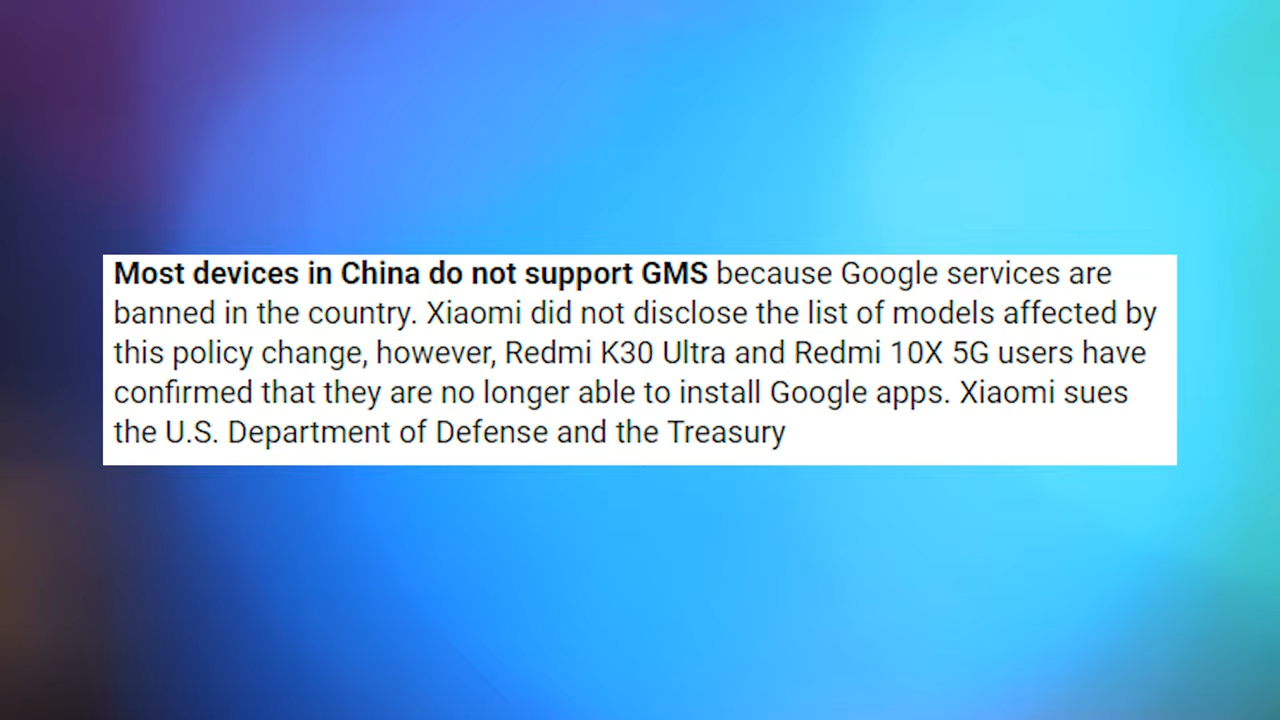 Most devices in China do not support GMS because Google services are
banned in the country. Xiaomi did not disclose the list of models affected by
this policy change, however, Redmi K30 Ultra and Redmi 10X 5G users have
confirmed that they are no longer able to install Google apps. Xiaomi sues
the U.S. Department of Defense and the Treasury